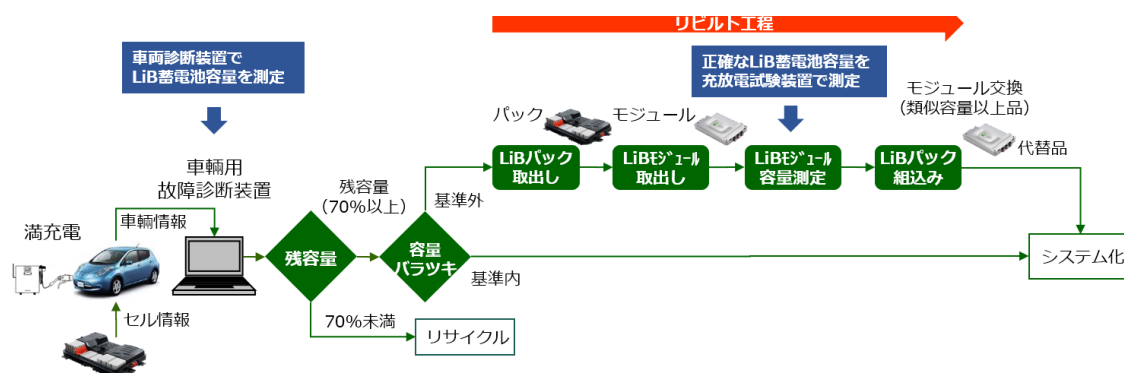 リビルト工程
車両診断装置で
LiB蓄電池容量を測定
正確なLiB蓄電池容量を
充放電試験装置で測定
モジュール交換
(類似容量以上品)
パック
モジュール
代替品
LiBパック
取出し
LiBﾓｼﾞｭｰﾙ
取出し
LiBﾓｼﾞｭｰﾙ
容量測定
LiBパック
組込み
車輌用
故障診断装置
残容量
(70%以上)
基準外
満充電
車輌情報
残容量
容量
バラツキ
基準内
システム化
セル情報
70%未満
リサイクル